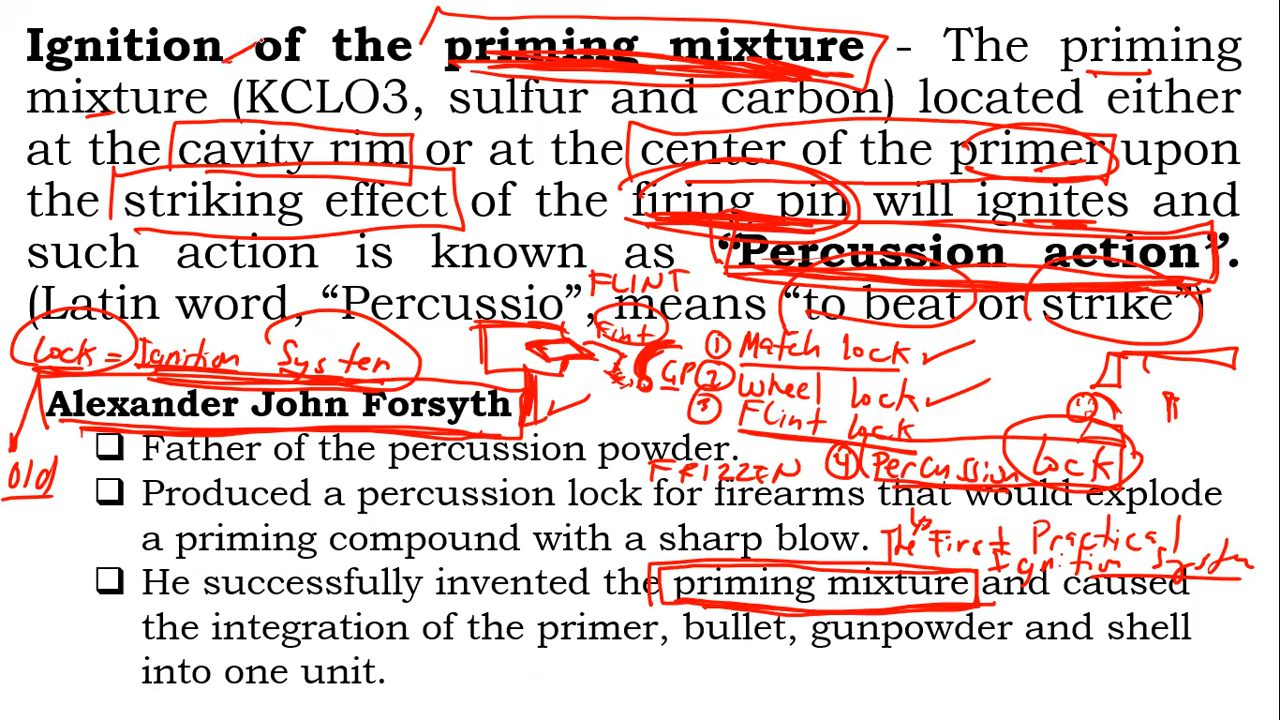 Ignition of the priming mixture - The priming
mixture (KCLO3, sulfur and carbon) located either
at the cavity rim or at the center of the primer upon
the striking effect of the firing pin will ignites and
such action is known as “Percussion action”.
(Latin word, “Percussio”, means “to beat or strike”)
FLINT
Flint
Lock = Ignition System
GP
① Match lock
② Wheel lock
③ Flint lock
④ Percussion lock
FRIZZEN
Old
Alexander John Forsyth
❑ Father of the percussion powder.
❑ Produced a percussion lock for firearms that would explode
a priming compound with a sharp blow.
The First Practical
Ignition System
❑ He successfully invented the priming mixture and caused
the integration of the primer, bullet, gunpowder and shell
into one unit.